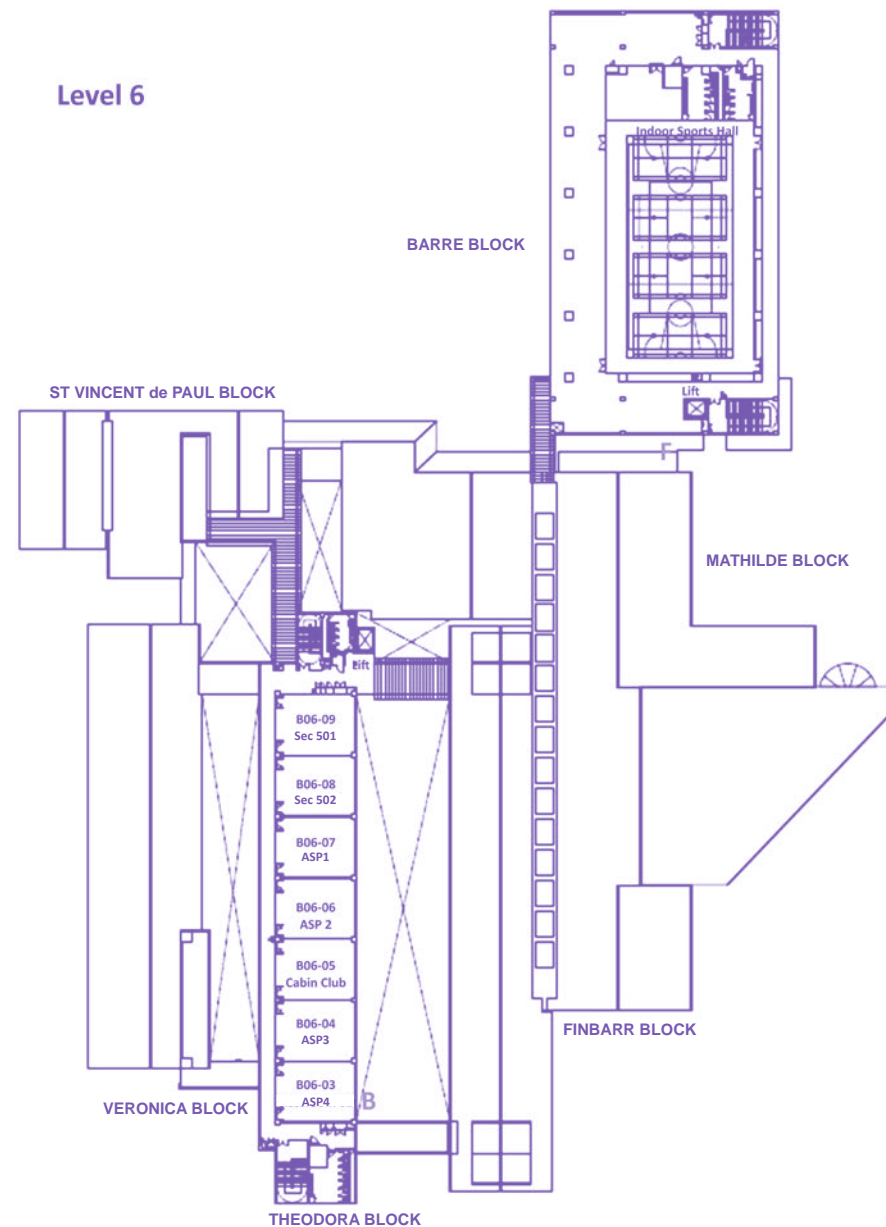 Level 6
Indoor Sports Hall
BARRE BLOCK
Lift
ST VINCENT de PAUL BLOCK
F
MATHILDE BLOCK
Lift
B06-09
Sec 501
B06-08
Sec 502
B06-07
ASP1
B06-06
ASP 2
B06-05
Cabin Club
B06-04
ASP3
FINBARR BLOCK
B06-03
ASP4
B
VERONICA BLOCK
THEODORA BLOCK